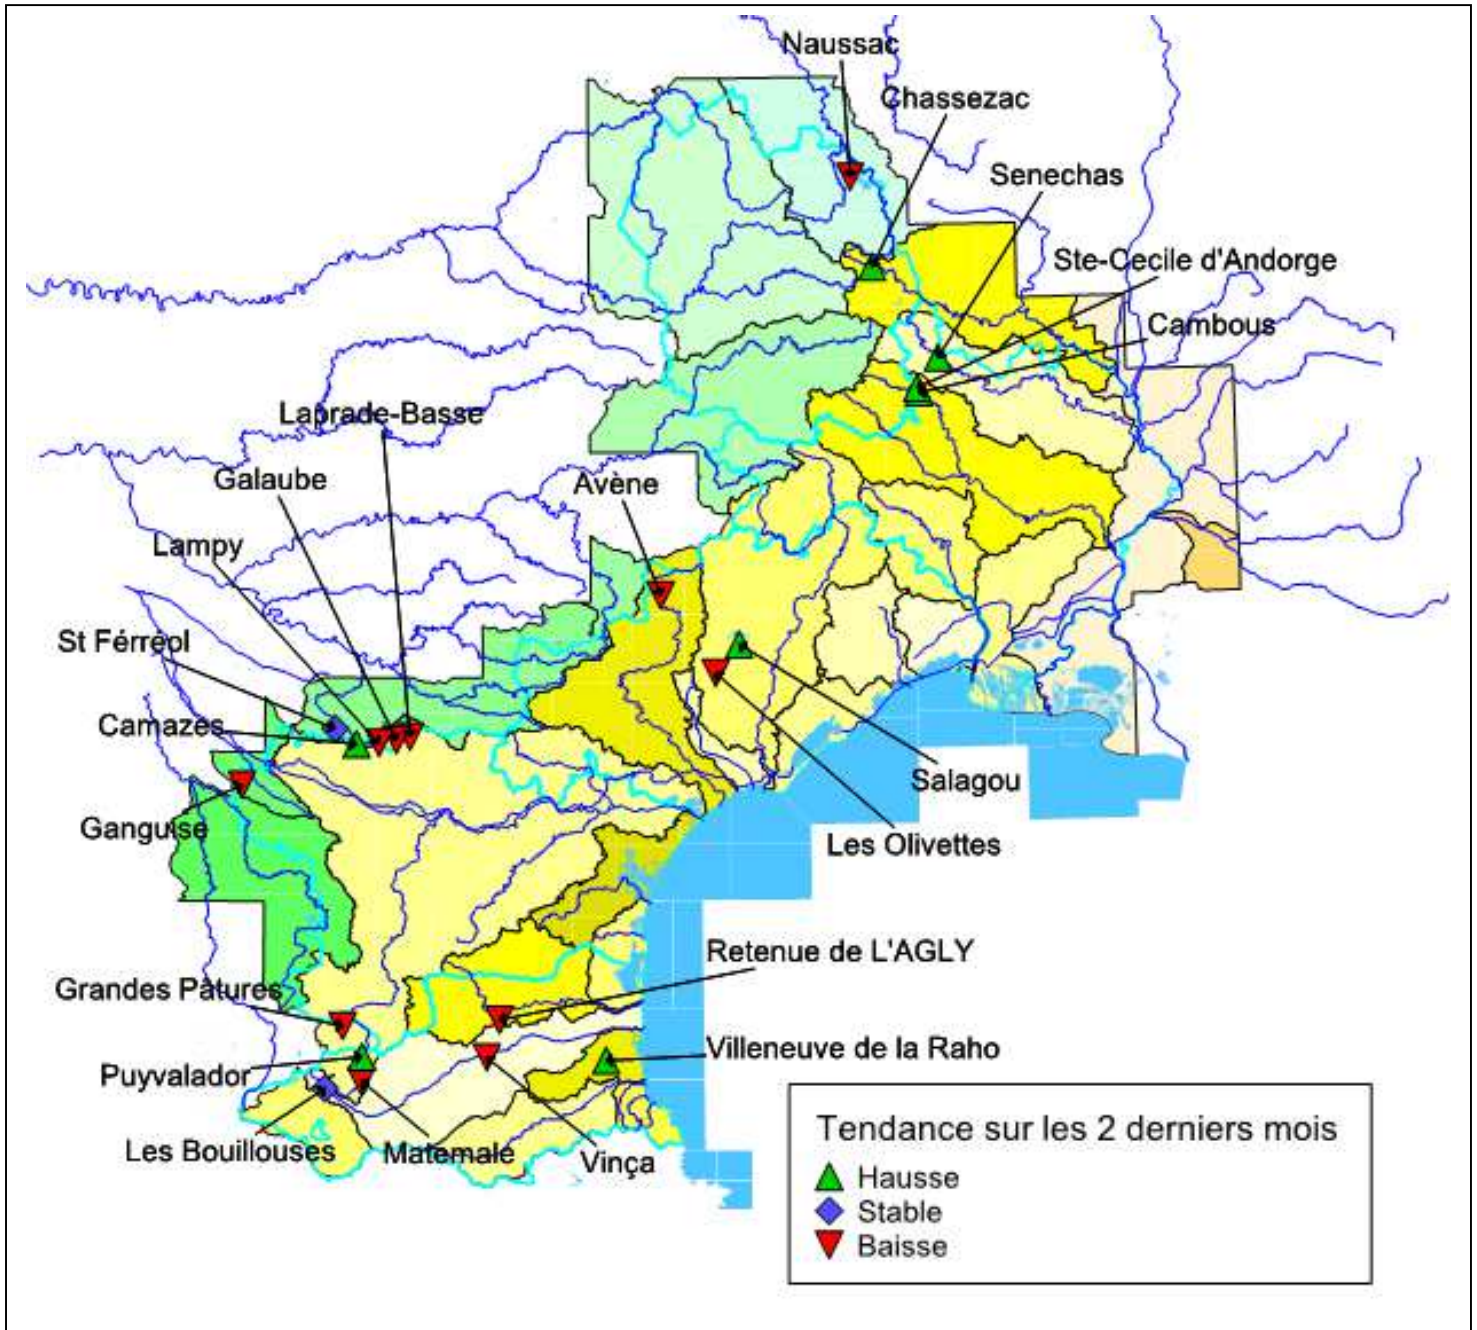 Naussac
Chassezac
Senechas
Ste-Cecile d'Andorge
Cambous
Laprade-Basse
Galaube
Avène
Lampy
St Férréol
Camazes
Salagou
Ganguise
Les Olivettes
Retenue de L'AGLY
Grandes Pâtures
Villeneuve de la Raho
Puyvalador
Les Bouillouses
Matemale
Vinça
Tendance sur les 2 derniers mois
Hausse
Stable
Baisse